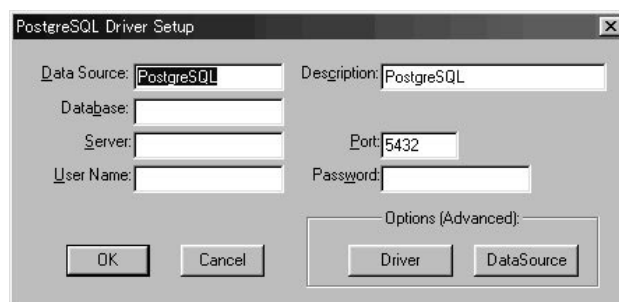 PostgreSQL Driver Setup
Data Source: PostgreSQL Description: PostgreSQL
Database:
Server: Port: 5432
User Name: Password:
Options (Advanced):
OK Cancel Driver DataSource